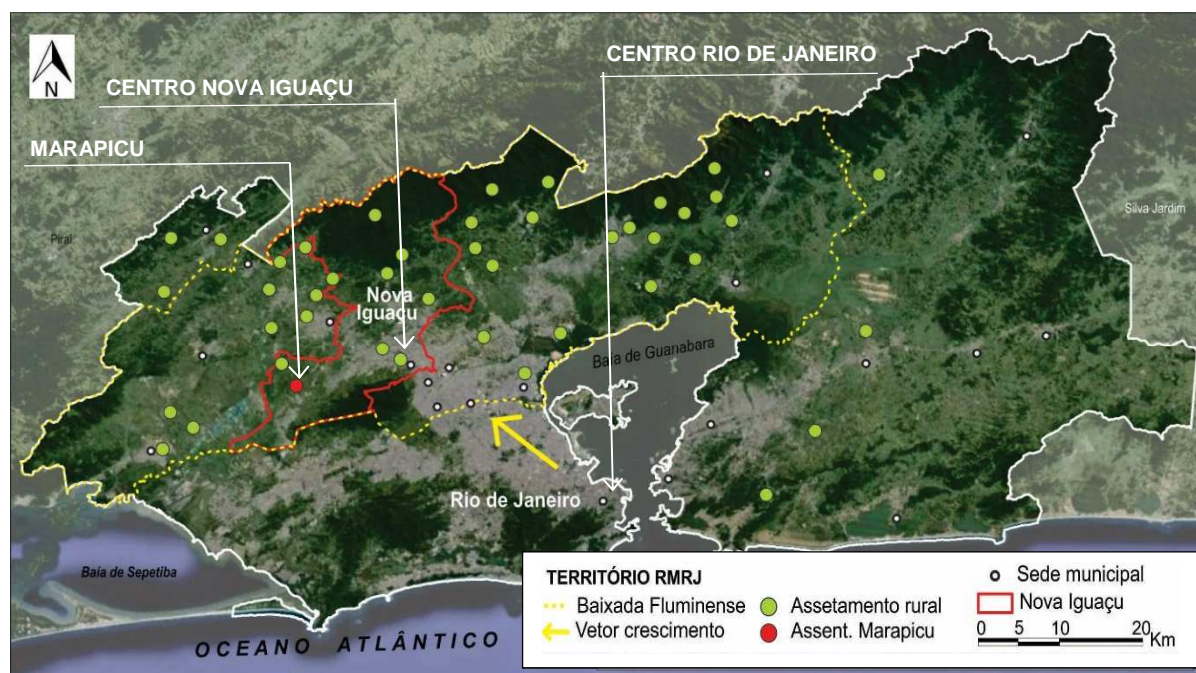 CENTRO RIO DE JANEIRO
CENTRO NOVA IGUAÇU
MARAPICU
N
Piraí
Silva Jardim
Nova
Iguaçu
Baía de Guanabara
Rio de Janeiro
Baía de Sepetiba
OCEANO ATLÂNTICO
TERRITÓRIO RMRJ
Baixada Fluminense
Vetor crescimento
Assetamento rural
Assent. Marapicu
Sede municipal
Nova Iguaçu
0 5 10 20
Km